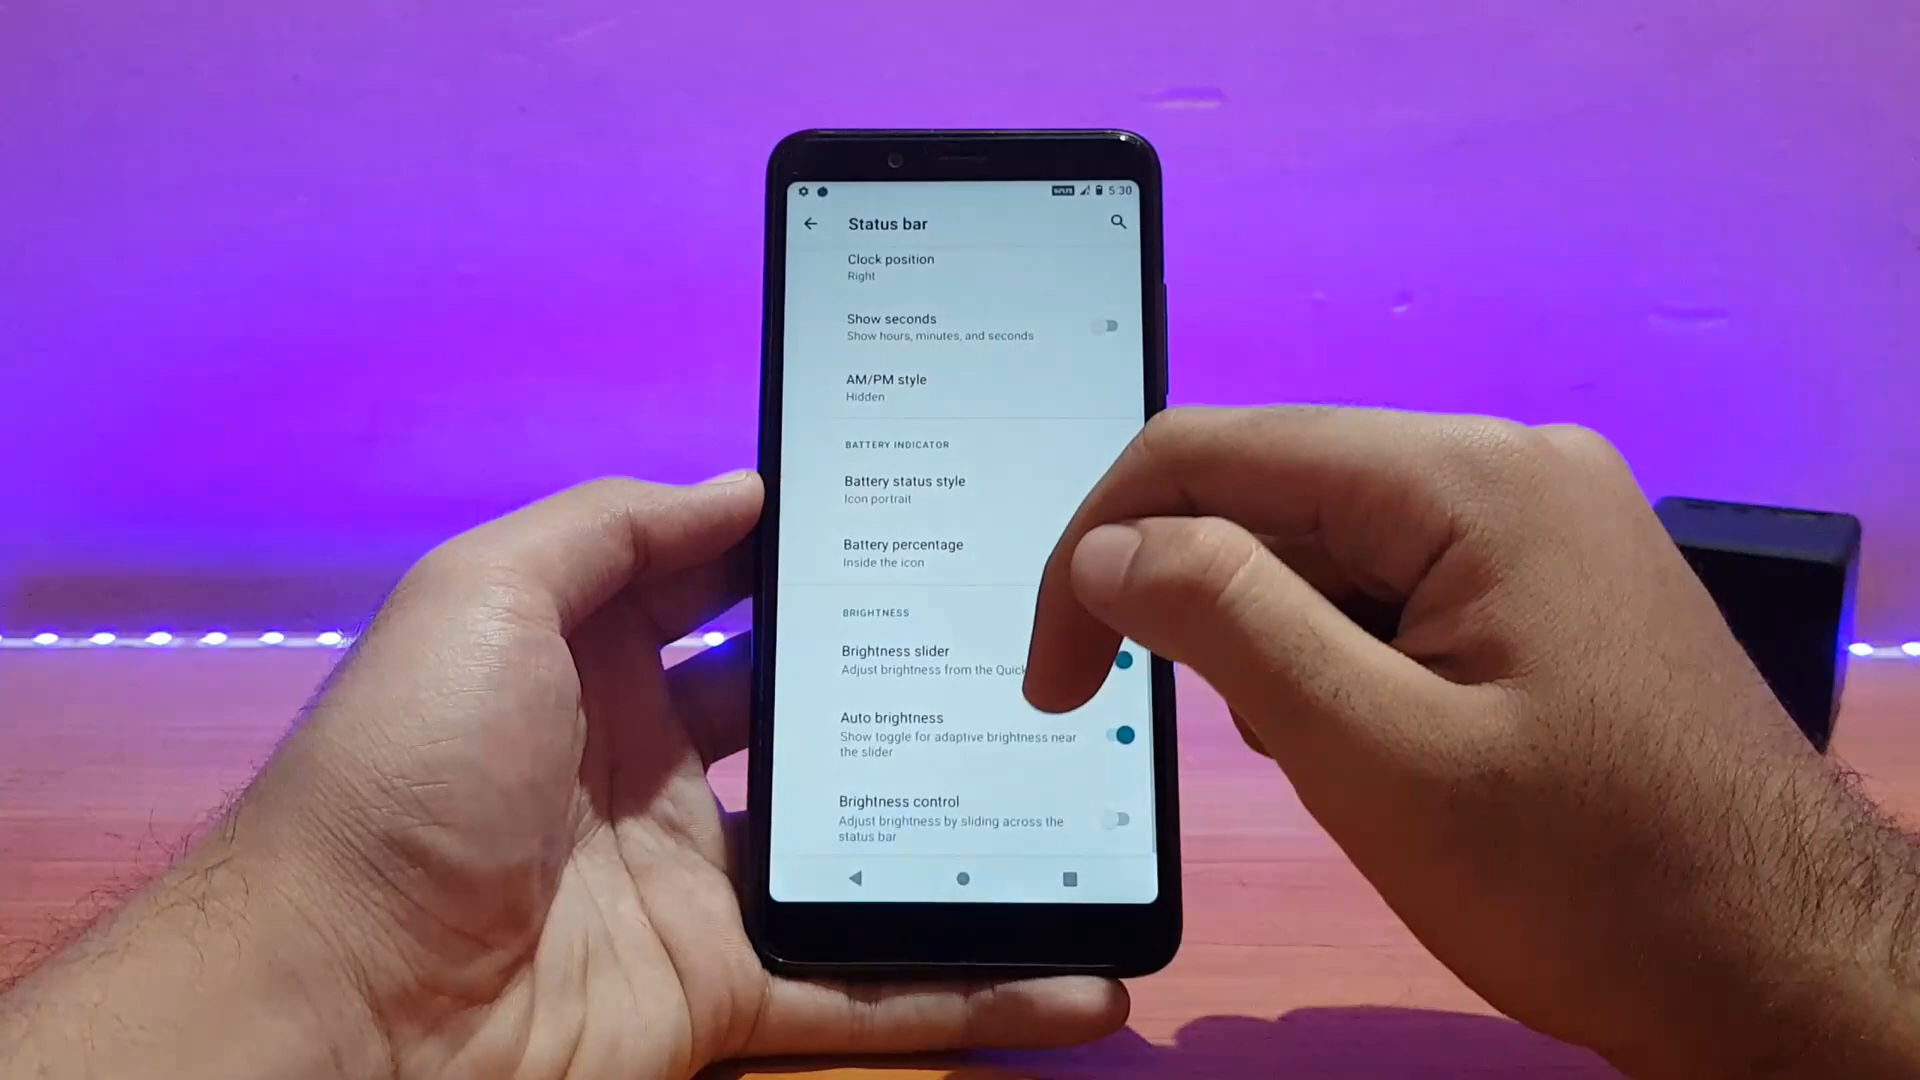 5:30
Status bar
Clock position
Right
Show seconds
Show hours, minutes, and seconds
AM/PM style
Hidden
BATTERY INDICATOR
Battery status style
Icon portrait
Battery percentage
Inside the icon
BRIGHTNESS
Brightness slider
Adjust brightness from the Quick
Auto brightness
Show toggle for adaptive brightness near
the slider
Brightness control
Adjust brightness by sliding across the
status bar